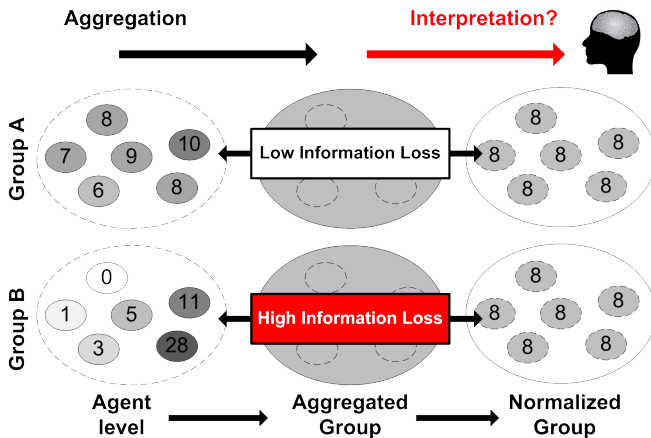 Aggregation
Interpretation?
Group A
8
7
9
10
6
8
Low Information Loss
8
8
8
8
8
8
Group B
0
1
5
11
3
28
High Information Loss
8
8
8
8
8
8
Agent
level
Aggregated
Group
Normalized
Group